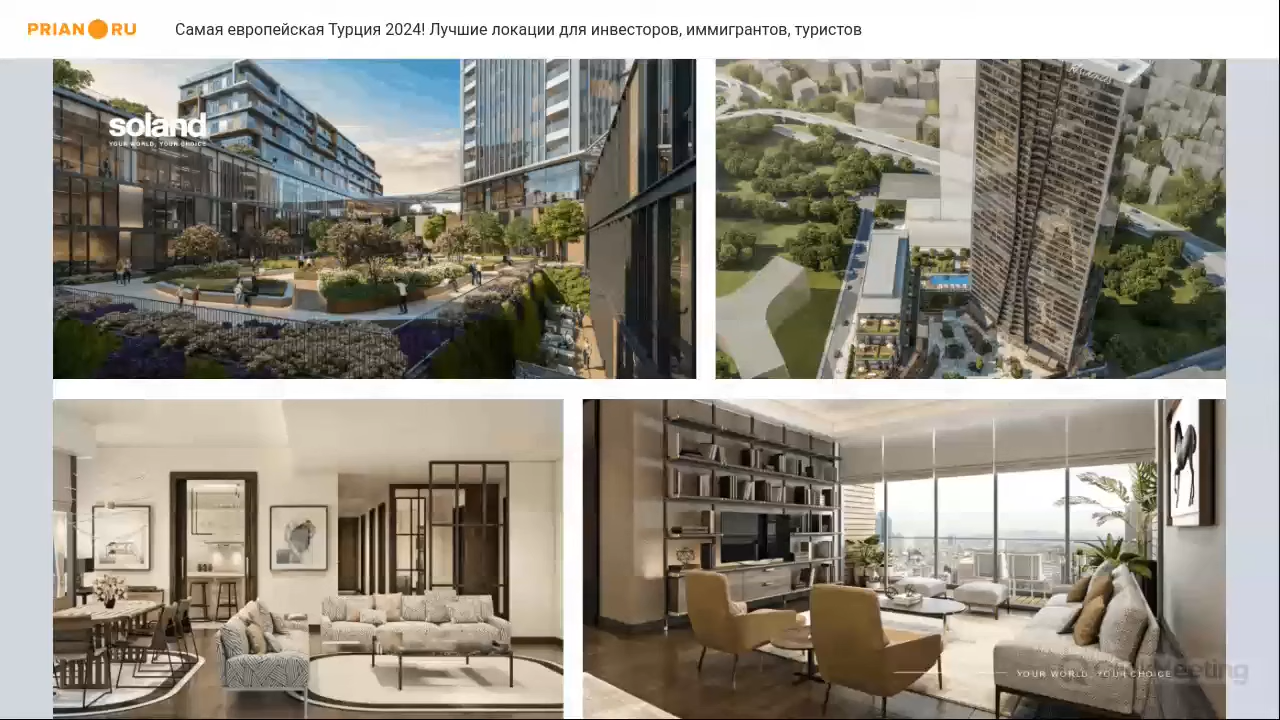 PRIAN RU
Самая европейская Турция 2024! Лучшие локации для инвесторов, иммигрантов, туристов
soland
YOUR WORLD, YOUR CHOICE
YOUR WORLD, YOUR CHOICE